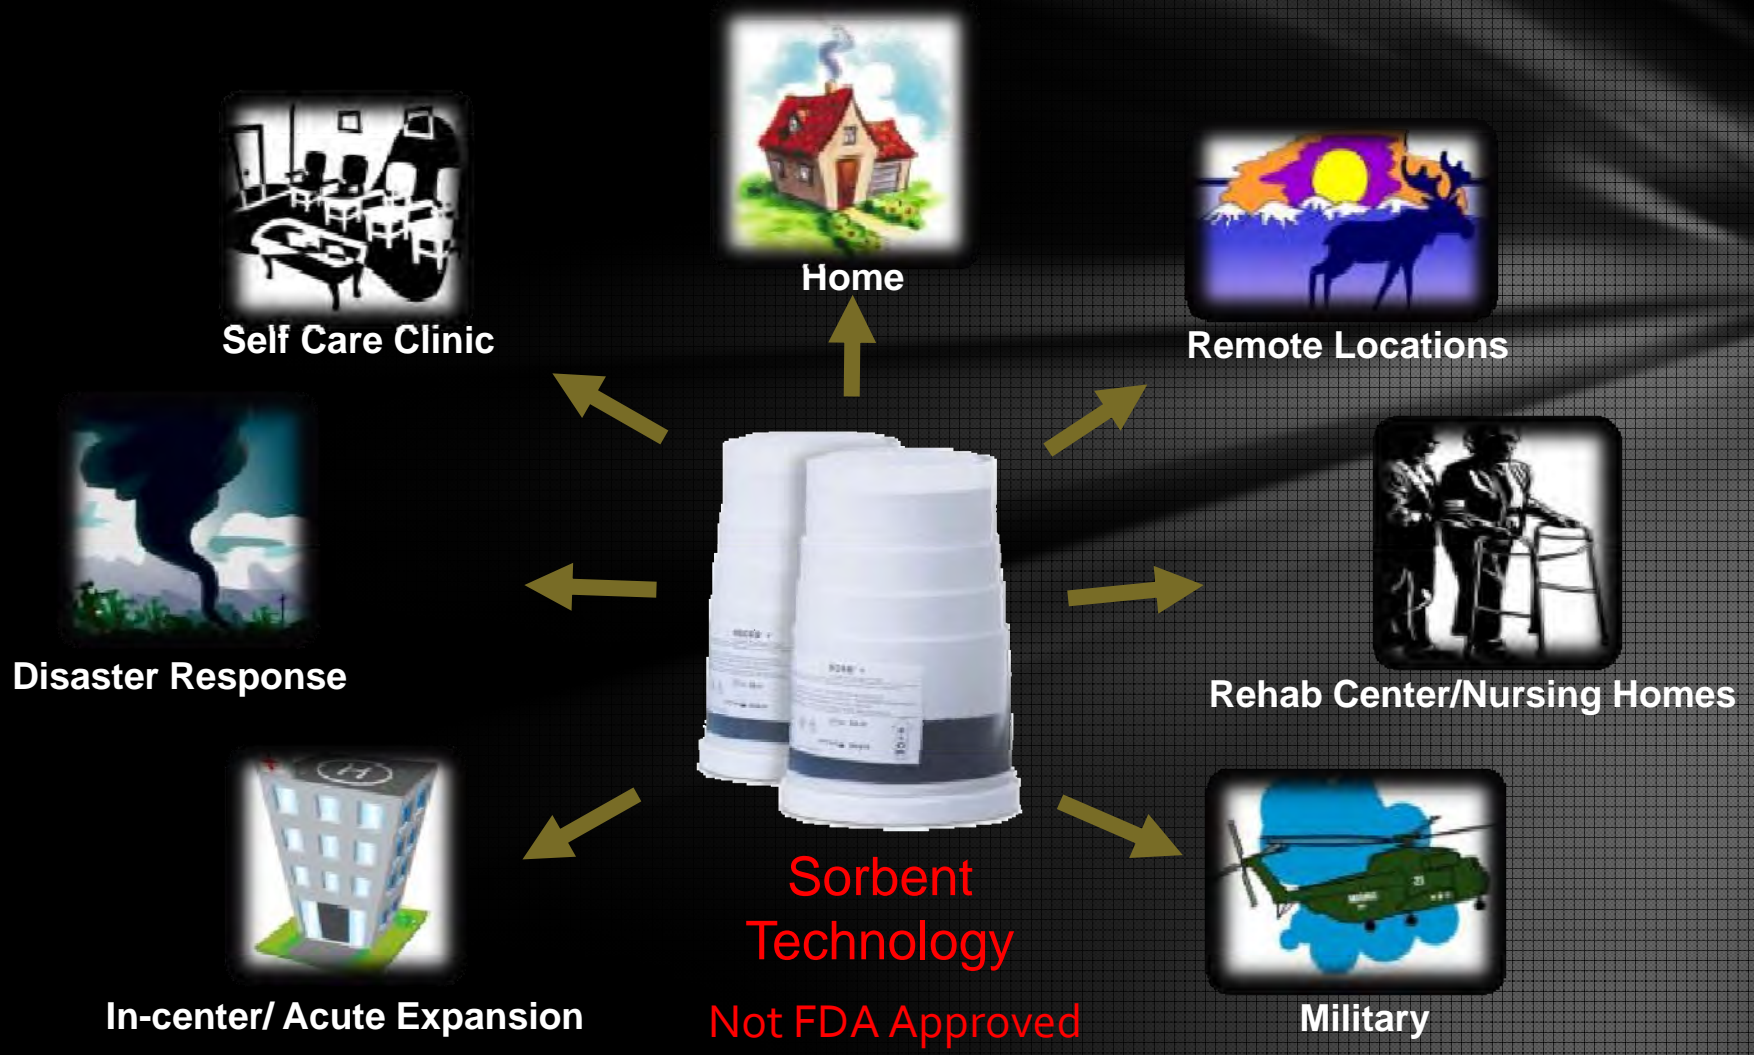 Home
Self Care Clinic
Remote Locations
Disaster Response
Rehab Center/Nursing Homes
Sorbent
Technology
In-center/ Acute Expansion
Not FDA Approved
Military